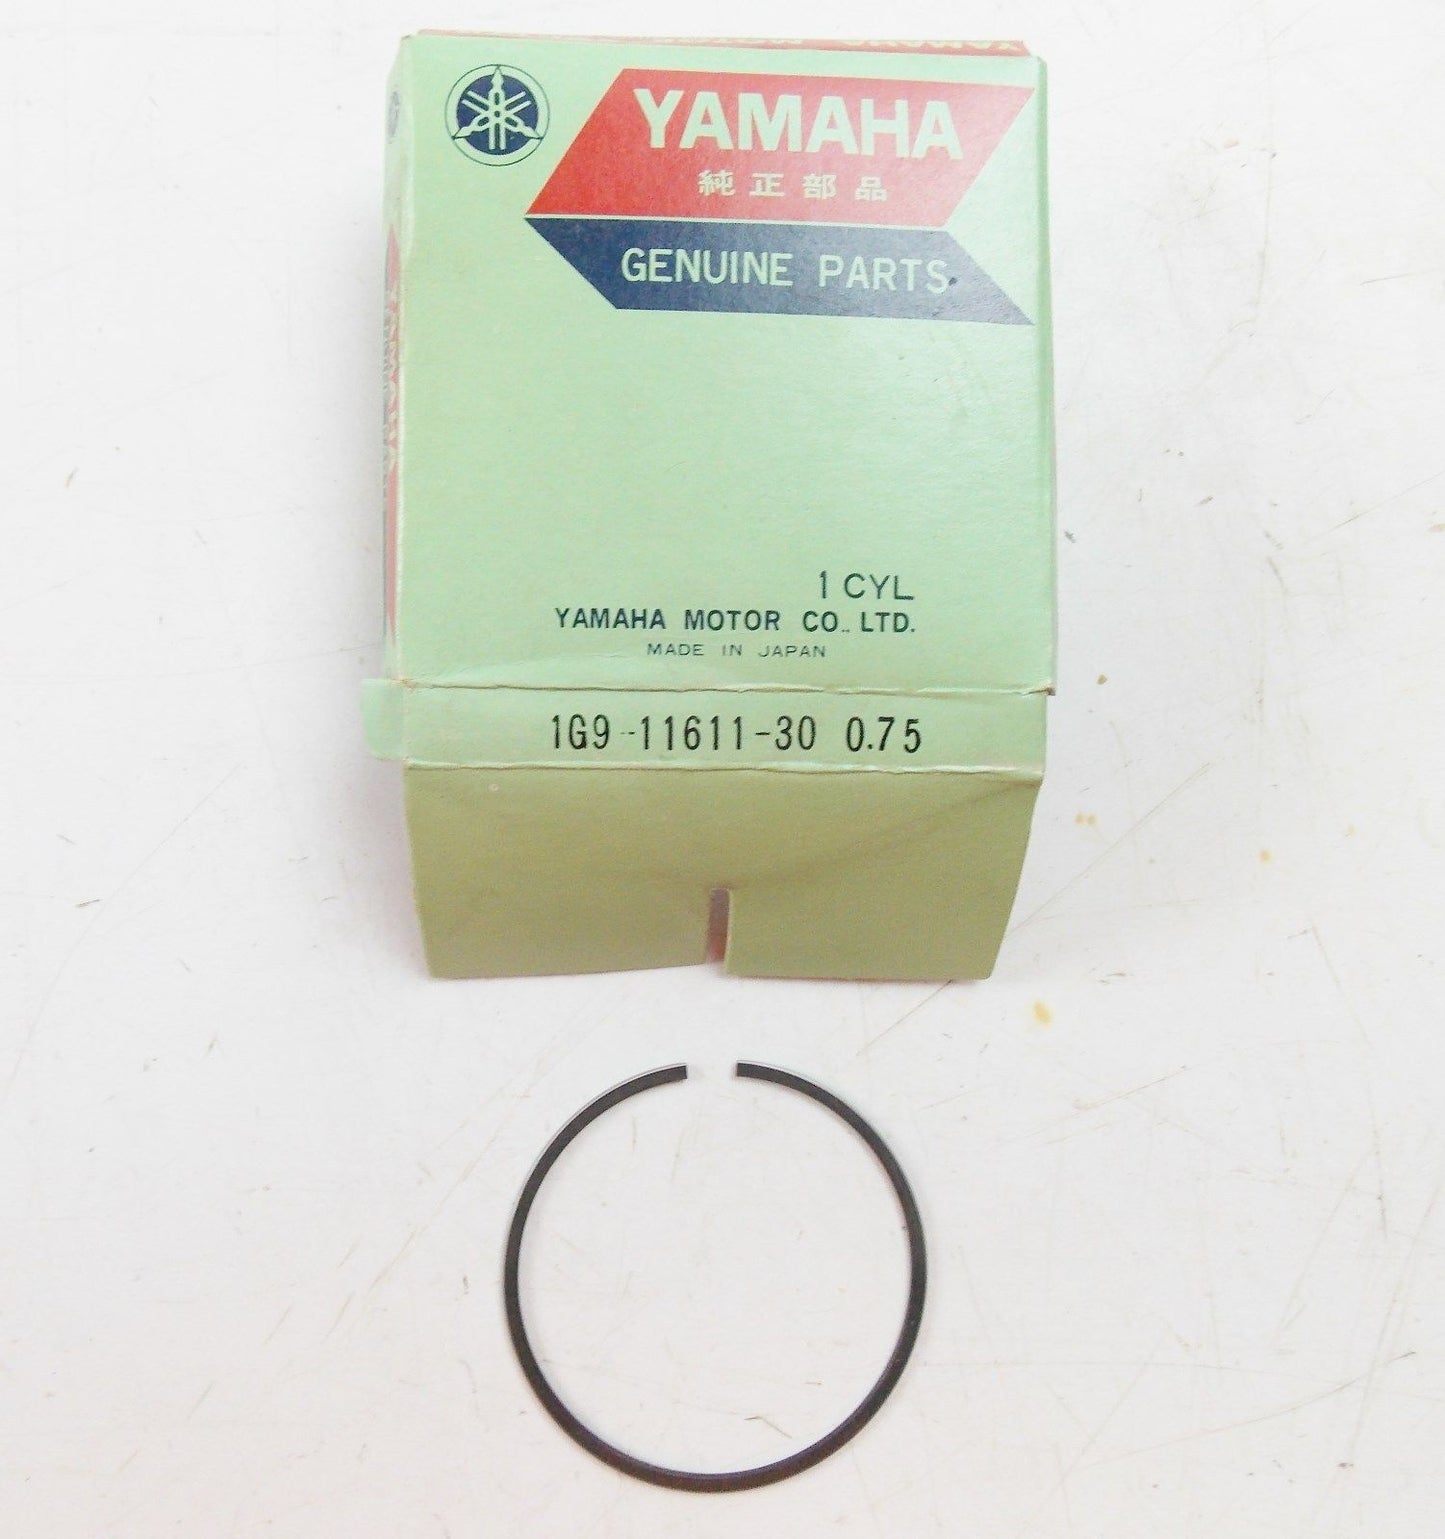 YAMAHA
純正部品
GENUINE PARTS
1 CYL
YAMAHA MOTOR CO., LTD.
MADE IN JAPAN
1G9-11611-30 0.75